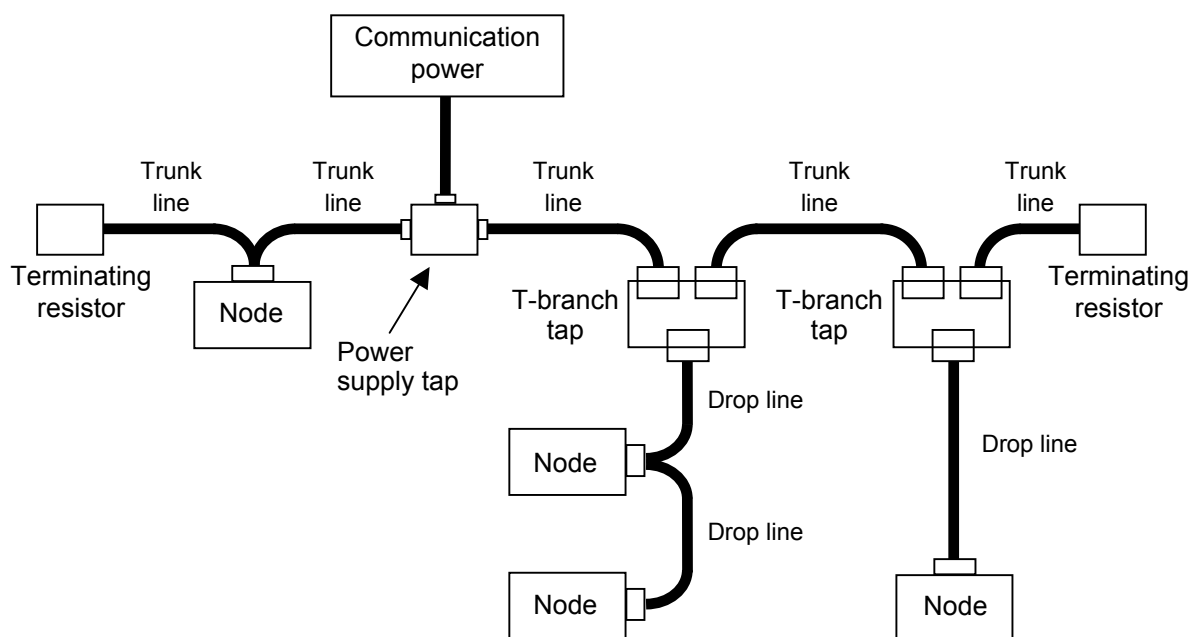 Communication
power
Trunk
line
Trunk
line
Trunk
line
Trunk
line
Trunk
line
Terminating
resistor
Node
Power
supply tap
T-branch
tap
T-branch
tap
Terminating
resistor
Drop line
Node
Drop line
Drop line
Node
Node